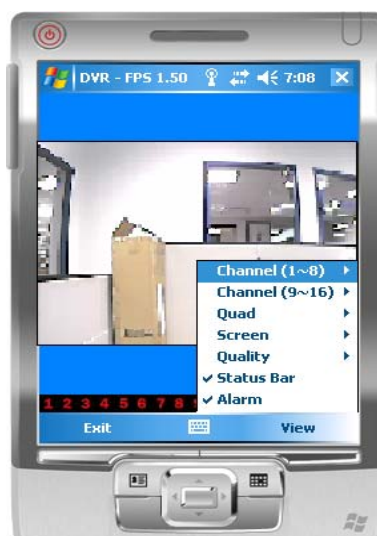 DVR - FPS 1.50 7:08
Channel (1~8)
Channel (9~16)
Quad
Screen
Quality
Status Bar
Alarm
1 2 3 4 5 6 7 8
Exit View